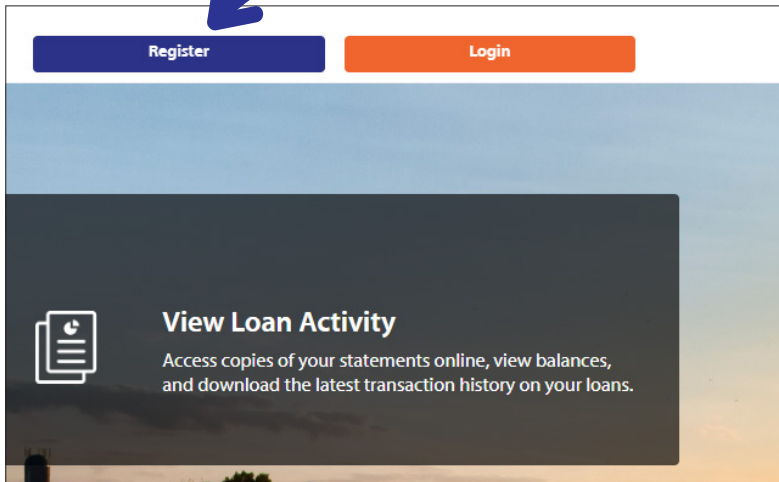 Register
Login
View Loan Activity
Access copies of your statements online, view balances,
and download the latest transaction history on your loans.